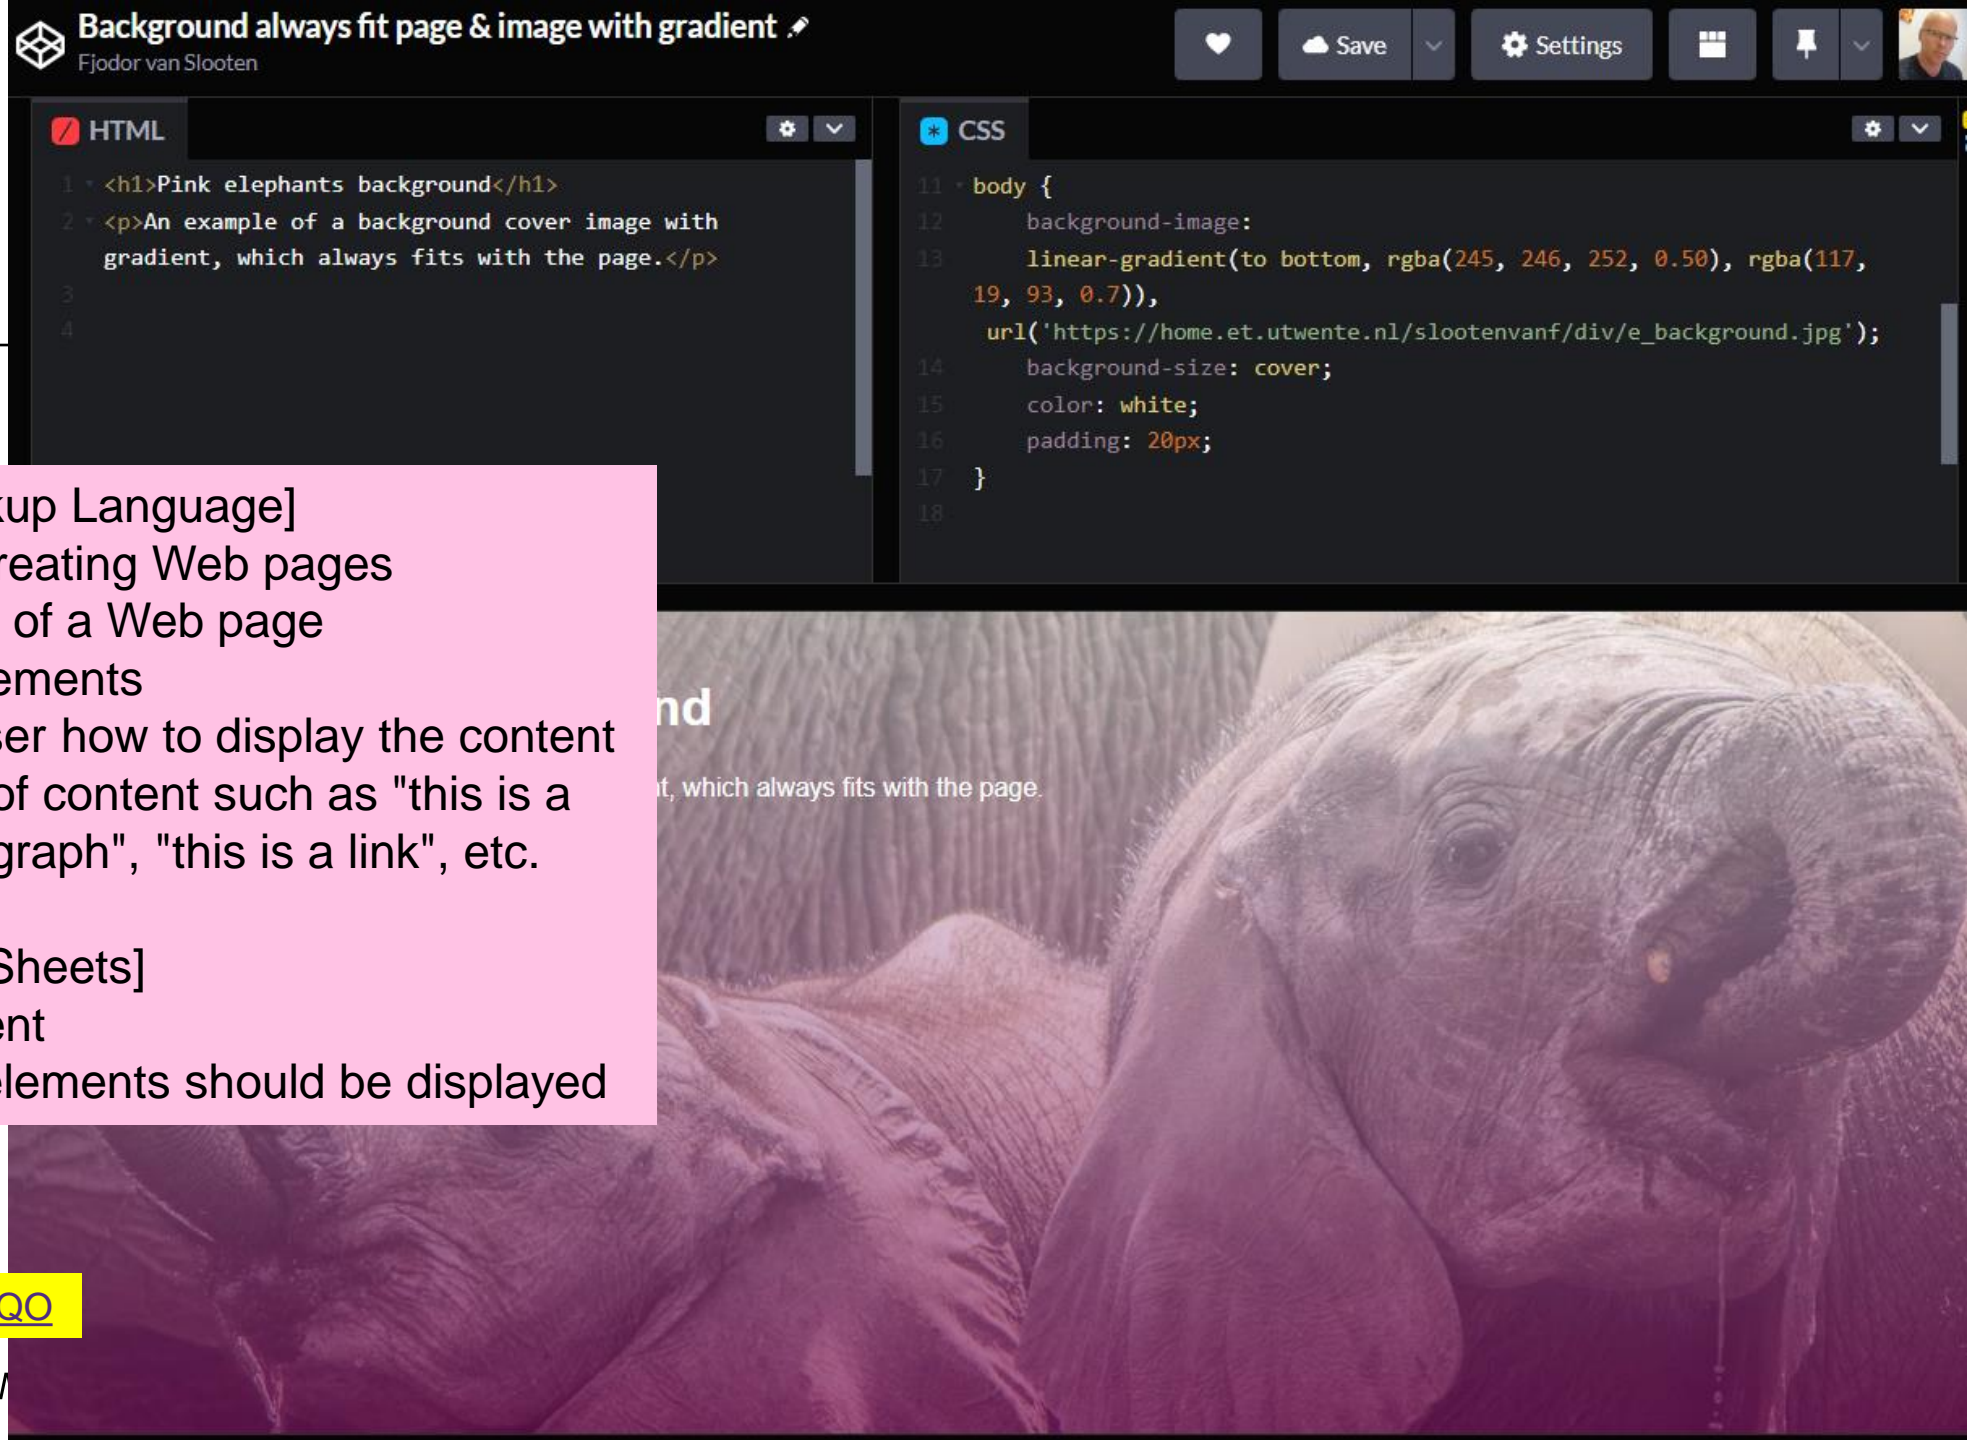 Background always fit page & image with gradient
Fjodor van Slooten
Save
Settings
HTML
1 <h1>Pink elephants background</h1>
2 <p>An example of a background cover image with
gradient, which always fits with the page.</p>
3
4
CSS
11 body {
12 background-image:
13 linear-gradient(to bottom, rgba(245, 246, 252, 0.50), rgba(117,
19, 93, 0.7)),
url('https://home.et.utwente.nl/slootenvanf/div/e_background.jpg');
14 background-size: cover;
15 color: white;
16 padding: 20px;
17 }
18
kup Language]
reating Web pages
of a Web page
ements
ser how to display the content
of content such as "this is a
graph", "this is a link", etc.
Sheets]
ent
elements should be displayed
nd
t, which always fits with the page.
QO